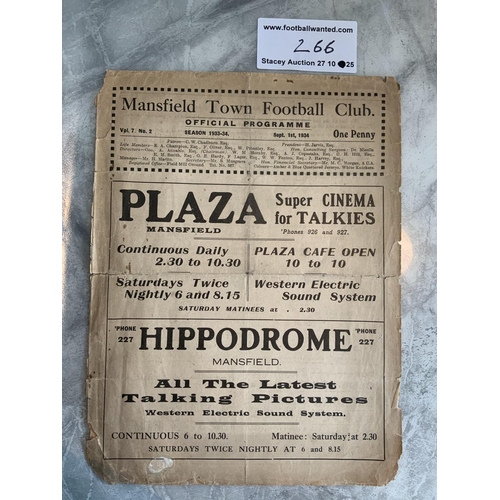 www.footballwanted.com
266
Stacey Auction 27 10 25
Mansfield Town Football Club.
OFFICIAL PROGRAMME
Vol. 7 No. 2 SEASON 1933-34. Sept. 1st, 1934 One Penny
PLAZA
MANSFIELD
Super CINEMA
for TALKIES
'Phones 926 and 927.
Continuous Daily
2.30 to 10.30
PLAZA CAFE OPEN
10 to 10
Saturdays Twice
Nightly 6 and 8.15
Western Electric
Sound System
SATURDAY MATINEES at . 2.30
'PHONE
227
HIPPODROME
'PHONE
227
MANSFIELD.
All The Latest
Talking Pictures
Western Electric Sound System.
CONTINUOUS 6 to 10.30. Matinee: Saturday at 2.30
SATURDAYS TWICE NIGHTLY AT 6 and 8.15